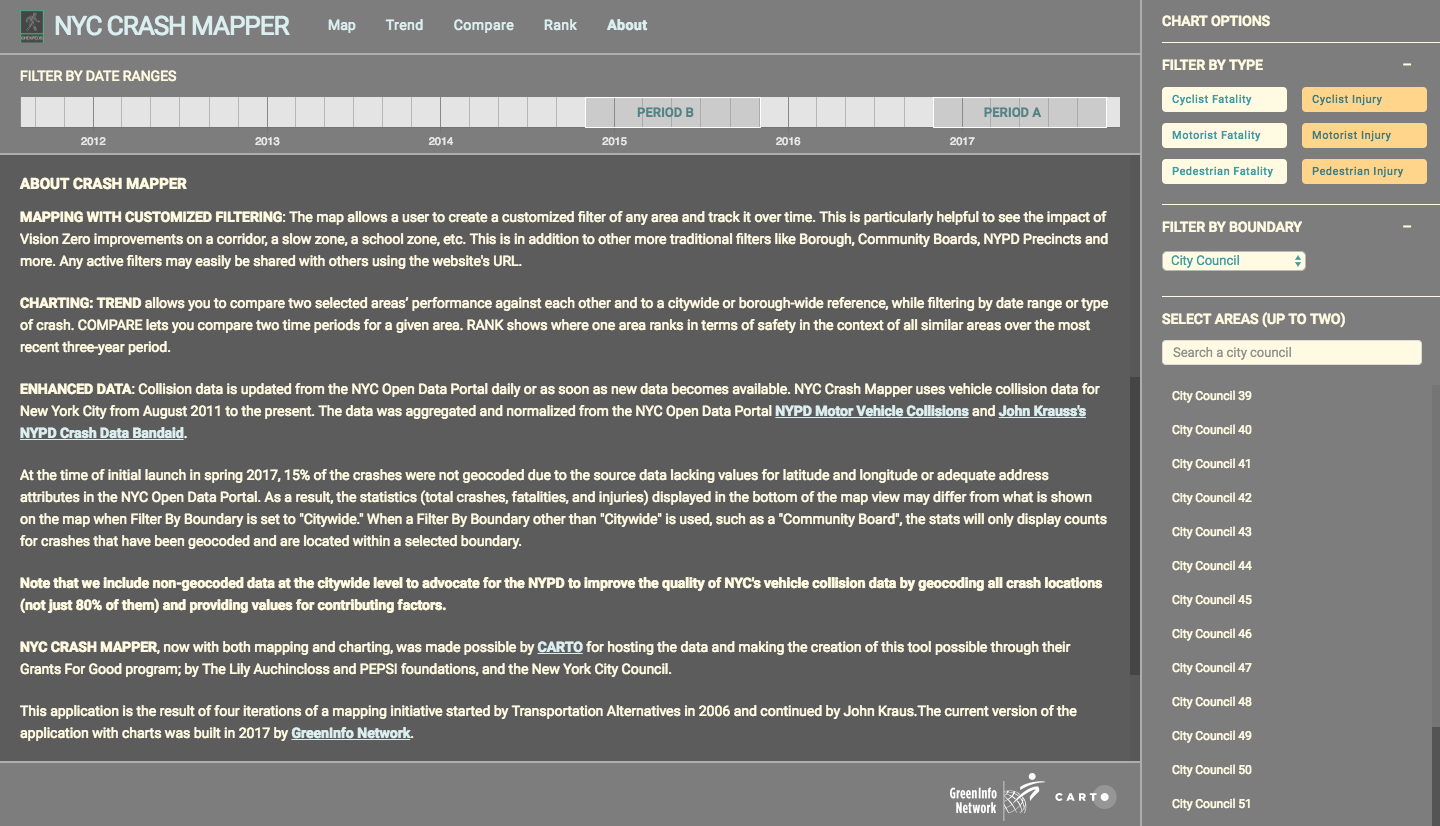 NYC CRASH MAPPER
Map Trend Compare Rank About
FILTER BY DATE RANGES
PERIOD B PERIOD A
2012 2013 2014 2015 2016 2017
ABOUT CRASH MAPPER
MAPPING WITH CUSTOMIZED FILTERING: The map allows a user to create a customized filter of any area and track it over time. This is particularly helpful to see the impact of
Vision Zero improvements on a corridor, a slow zone, a school zone, etc. This is in addition to other more traditional filters like Borough, Community Boards, NYPD Precincts and
more. Any active filters may easily be shared with others using the website's URL.
CHARTING: TREND allows you to compare two selected areas’ performance against each other and to a citywide or borough-wide reference, while filtering by date range or type
of crash. COMPARE lets you compare two time periods for a given area. RANK shows where one area ranks in terms of safety in the context of all similar areas over the most
recent three-year period.
ENHANCED DATA: Collision data is updated from the NYC Open Data Portal daily or as soon as new data becomes available. NYC Crash Mapper uses vehicle collision data for
New York City from August 2011 to the present. The data was aggregated and normalized from the NYC Open Data Portal NYPD Motor Vehicle Collisions and John Krauss's
NYPD Crash Data Bandaid.
At the time of initial launch in spring 2017, 15% of the crashes were not geocoded due to the source data lacking values for latitude and longitude or adequate address
attributes in the NYC Open Data Portal. As a result, the statistics (total crashes, fatalities, and injuries) displayed in the bottom of the map view may differ from what is shown
on the map when Filter By Boundary is set to "Citywide." When a Filter By Boundary other than "Citywide" is used, such as a "Community Board", the stats will only display counts
for crashes that have been geocoded and are located within a selected boundary.
Note that we include non-geocoded data at the citywide level to advocate for the NYPD to improve the quality of NYC's vehicle collision data by geocoding all crash locations
(not just 80% of them) and providing values for contributing factors.
NYC CRASH MAPPER, now with both mapping and charting, was made possible by CARTO for hosting the data and making the creation of this tool possible through their
Grants For Good program; by The Lily Auchincloss and PEPSI foundations, and the New York City Council.
This application is the result of four iterations of a mapping initiative started by Transportation Alternatives in 2006 and continued by John Kraus.The current version of the
application with charts was built in 2017 by GreenInfo Network.
GreenInfo
Network
CARTO
CHART OPTIONS
FILTER BY TYPE –
Cyclist Fatality Cyclist Injury
Motorist Fatality Motorist Injury
Pedestrian Fatality Pedestrian Injury
FILTER BY BOUNDARY –
City Council
SELECT AREAS (UP TO TWO)
Search a city council
City Council 39
City Council 40
City Council 41
City Council 42
City Council 43
City Council 44
City Council 45
City Council 46
City Council 47
City Council 48
City Council 49
City Council 50
City Council 51